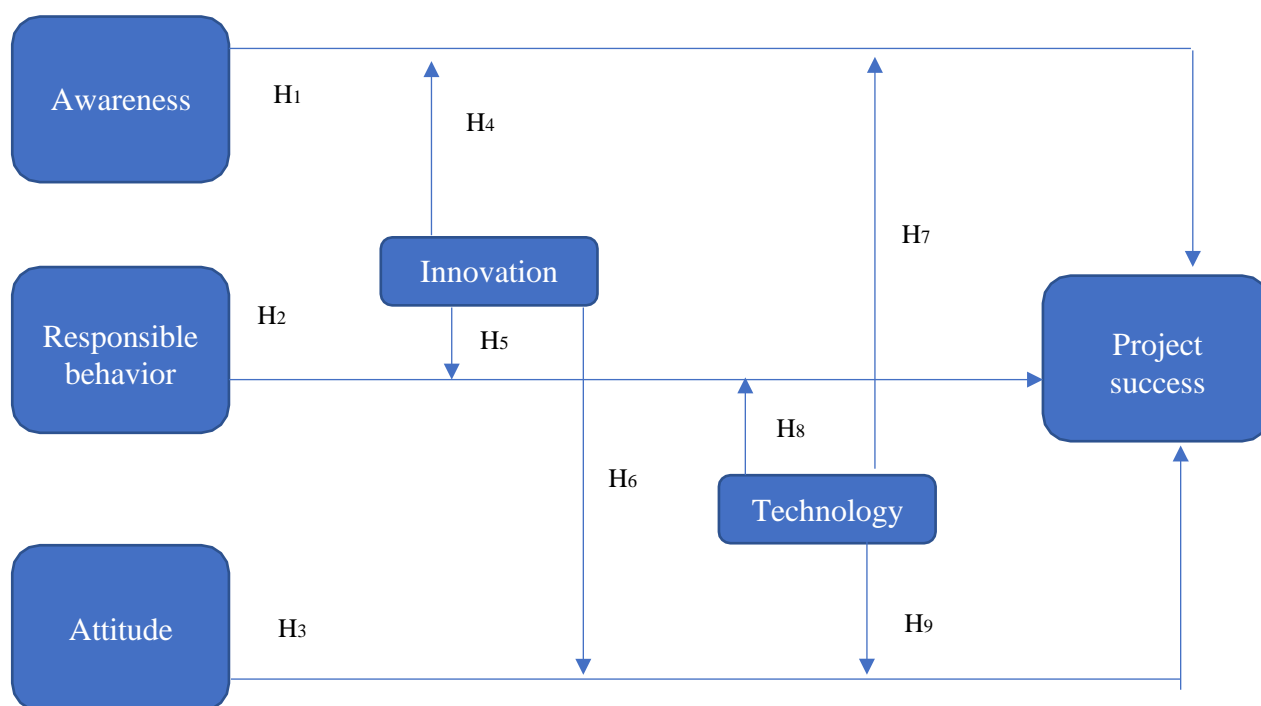 Awareness
H1
H4
H7
Innovation
H2
Responsible
behavior
H5
Project
success
H8
H6
Technology
Attitude
H3
H9